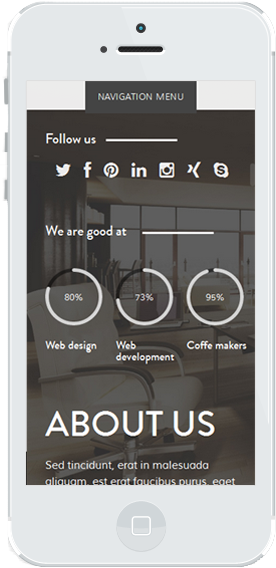 NAVIGATION MENU
Follow us
We are good at
80%
73%
95%
Web design
Web
development
Coffe makers
ABOUT US
Sed tincidunt, erat in malesuada
aliquam, est erat faucibus purus, eget